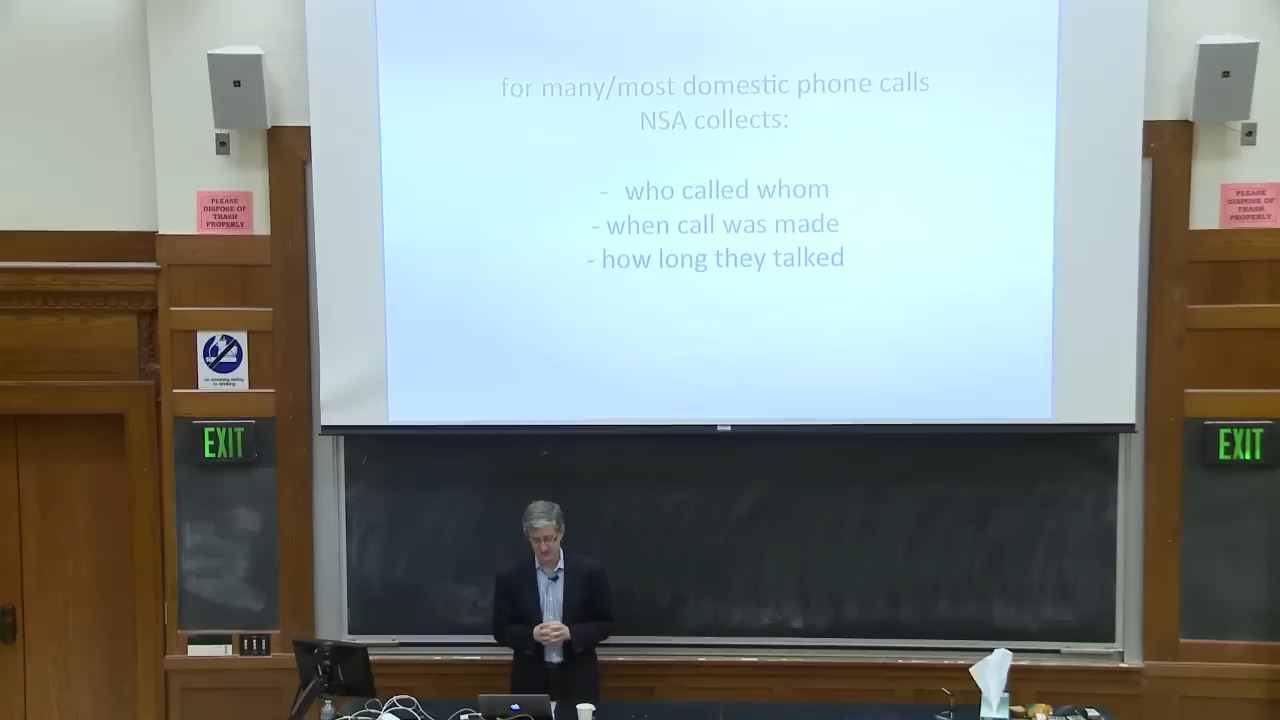 for many/most domestic phone calls
NSA collects:
- who called whom
- when call was made
- how long they talked
PLEASE
DISPOSE OF
TRASH
PROPERLY
PLEASE
DISPOSE OF
TRASH
PROPERLY
EXIT
EXIT